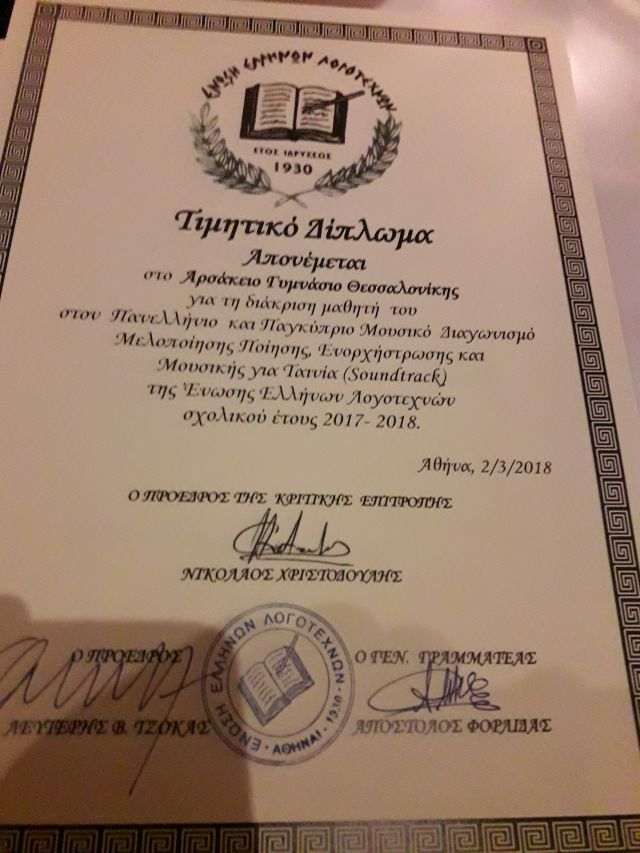 ΕΝΩΣΗ ΕΛΛΗΝΩΝ ΛΟΓΟΤΕΧΝΩΝ
ΕΤΟΣ ΙΔΡΥΣΕΩΣ
1930
Τιμητικό Δίπλωμα
Απονέμεται
στο Αρσάκειο Γυμνάσιο Θεσσαλονίκης
για τη διάκριση μαθητή του
στον Πανελλήνιο και Παγκύπριο Μουσικό Διαγωνισμό
Μελοποίησης Ποίησης, Ενορχήστρωσης και
Μουσικής για Ταινία (Soundtrack)
της Ένωσης Ελλήνων Λογοτεχνών
σχολικού έτους 2017- 2018.
Αθήνα, 2/3/2018
Ο ΠΡΟΕΔΡΟΣ ΤΗΣ ΚΡΙΤΙΚΗΣ ΕΠΙΤΡΟΠΗΣ
ΝΙΚΟΛΑΟΣ ΧΡΙΣΤΟΔΟΥΛΗΣ
Ο ΠΡΟΕΔΡΟΣ
Ο ΓΕΝ. ΓΡΑΜΜΑΤΕΑΣ
ΕΝΩΣΗ ΕΛΛΗΝΩΝ ΛΟΓΟΤΕΧΝΩΝ - 1930 - ΑΘΗΝΑΙ
ΛΕΥΤΕΡΗΣ Β. ΤΖΟΚΑΣ
ΑΠΟΣΤΟΛΟΣ ΦΟΡΛΙΔΑΣ